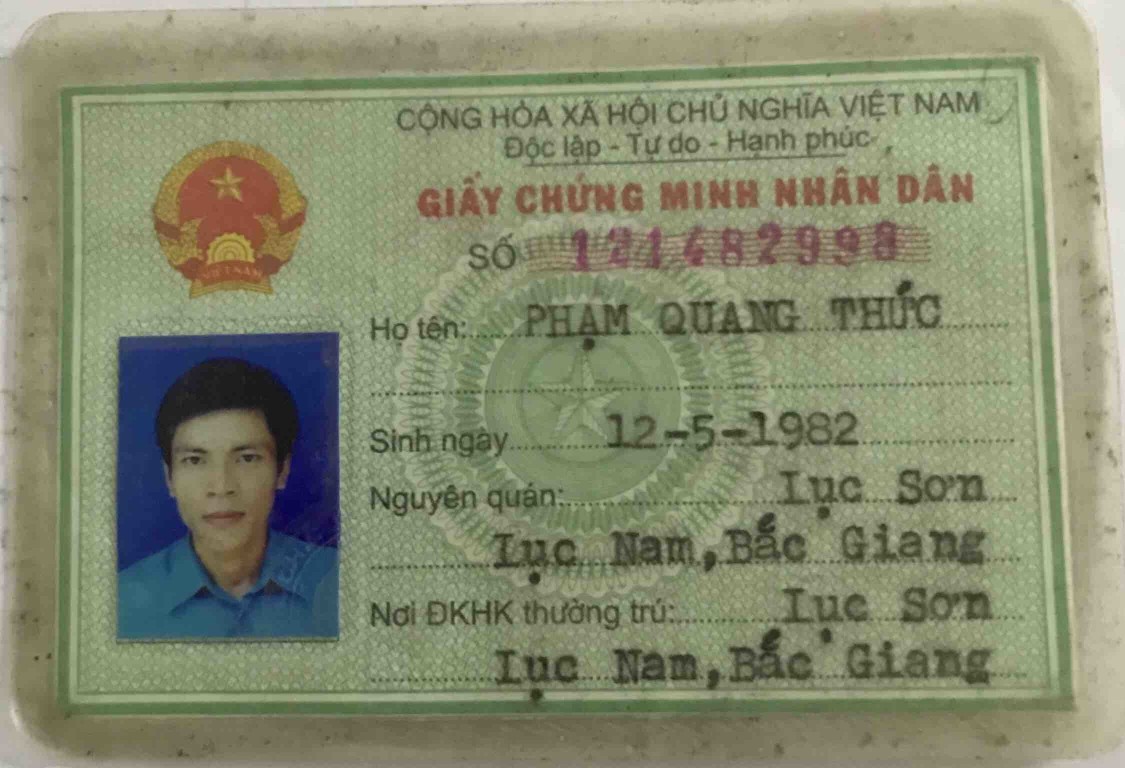 CỘNG HÒA XÃ HỘI CHỦ NGHĨA VIỆT NAM
Độc lập - Tự do - Hạnh phúc
GIẤY CHỨNG MINH NHÂN DÂN
SỐ 121482998
VIỆT NAM
Họ tên: PHẠM QUANG THỨC
Sinh ngày 12-5-1982
Nguyên quán: Lục Sơn
Lục Nam, Bắc Giang
Nơi ĐKHK thường trú: Lục Sơn
Lục Nam, Bắc Giang